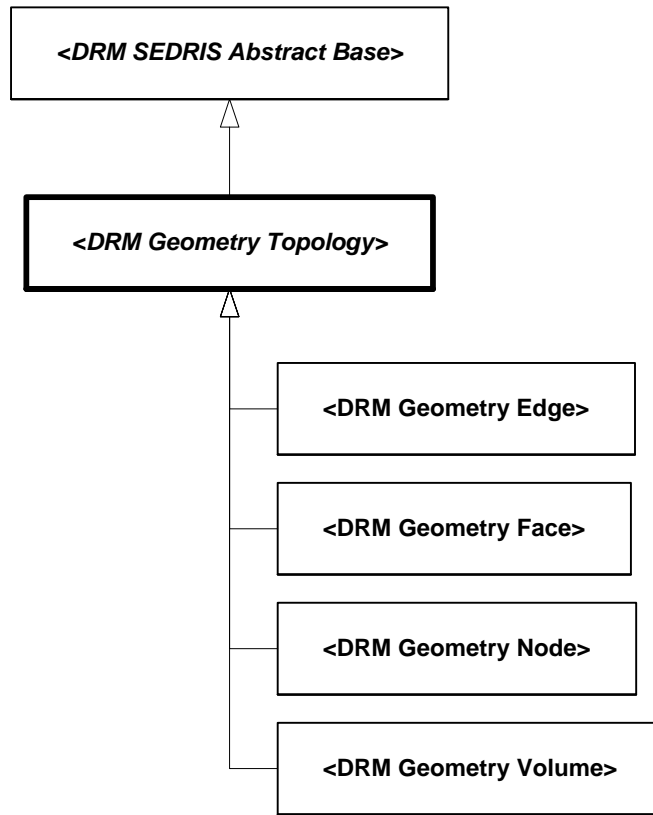 <DRM SEDRIS Abstract Base>
<DRM Geometry Topology>
<DRM Geometry Edge>
<DRM Geometry Face>
<DRM Geometry Node>
<DRM Geometry Volume>